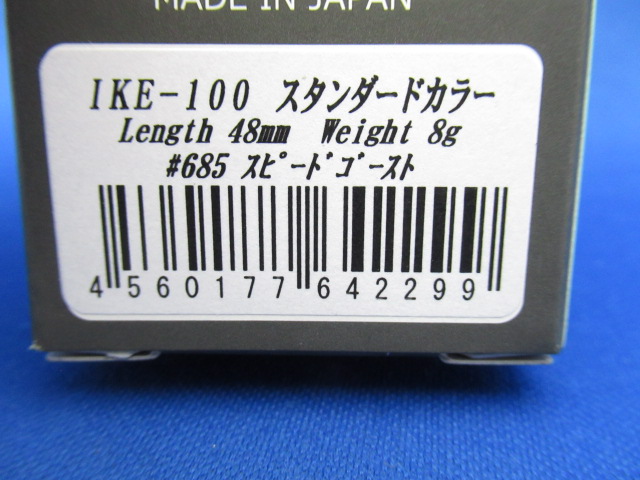 MADE IN JAPAN
IKE-100 スタンダードカラー
Length 48mm Weight 8g
#685 スピードゴースト
4 560177 642299